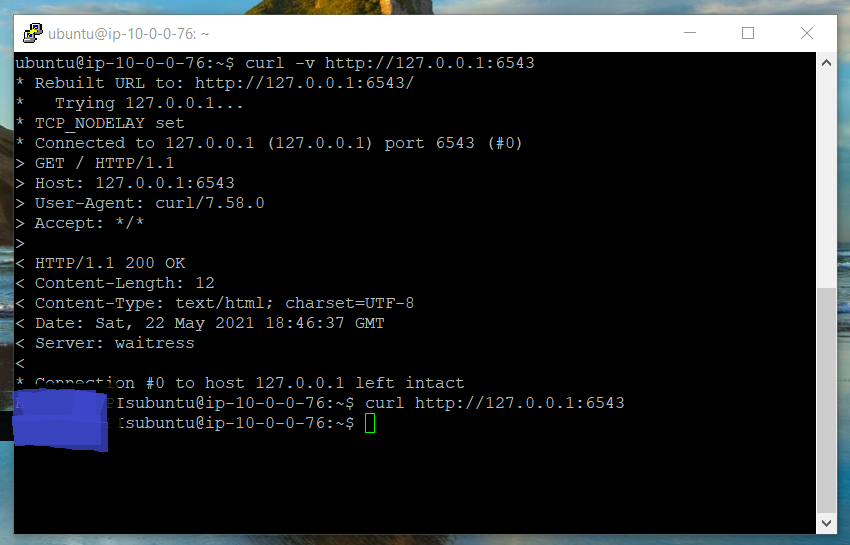 ubuntu@ip-10-0-0-76: ~
ubuntu@ip-10-0-0-76:~$ curl -v http://127.0.0.1:6543
* Rebuilt URL to: http://127.0.0.1:6543/
*   Trying 127.0.0.1...
* TCP_NODELAY set
* Connected to 127.0.0.1 (127.0.0.1) port 6543 (#0)
> GET / HTTP/1.1
> Host: 127.0.0.1:6543
> User-Agent: curl/7.58.0
> Accept: */*
>
< HTTP/1.1 200 OK
< Content-Length: 12
< Content-Type: text/html; charset=UTF-8
< Date: Sat, 22 May 2021 18:46:37 GMT
< Server: waitress
<
* Connection #0 to host 127.0.0.1 left intact
PIsubuntu@ip-10-0-0-76:~$ curl http://127.0.0.1:6543
Isubuntu@ip-10-0-0-76:~$